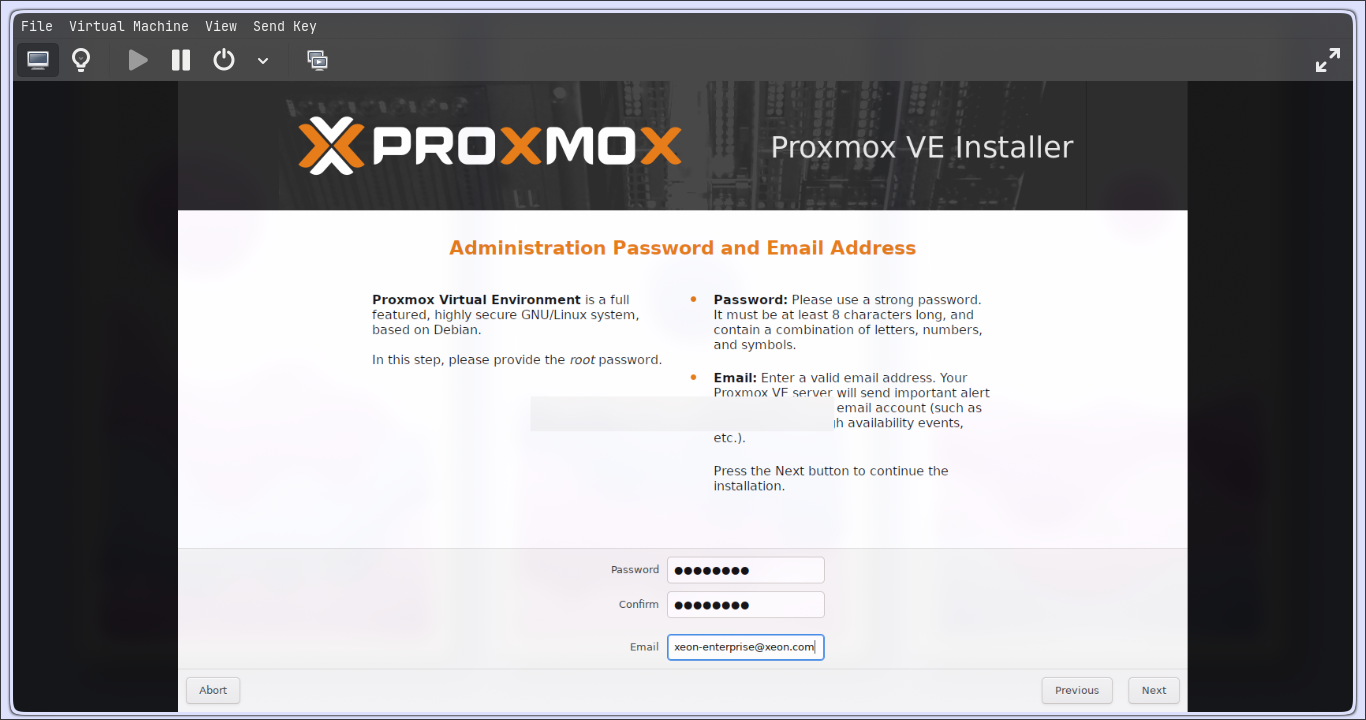 File Virtual Machine View Send Key
PROXMOX Proxmox VE Installer
Administration Password and Email Address
Proxmox Virtual Environment is a full
featured, highly secure GNU/Linux system,
based on Debian.
In this step, please provide the root password.
Password: Please use a strong password.
It must be at least 8 characters long, and
contain a combination of letters, numbers,
and symbols.
Email: Enter a valid email address. Your
Proxmox VE server will send important alert
email account (such as
availability events,
etc.).
Press the Next button to continue the
installation.
Password ●●●●●●●●
Confirm ●●●●●●●●
Email xeon-enterprise@xeon.com
Abort Previous Next